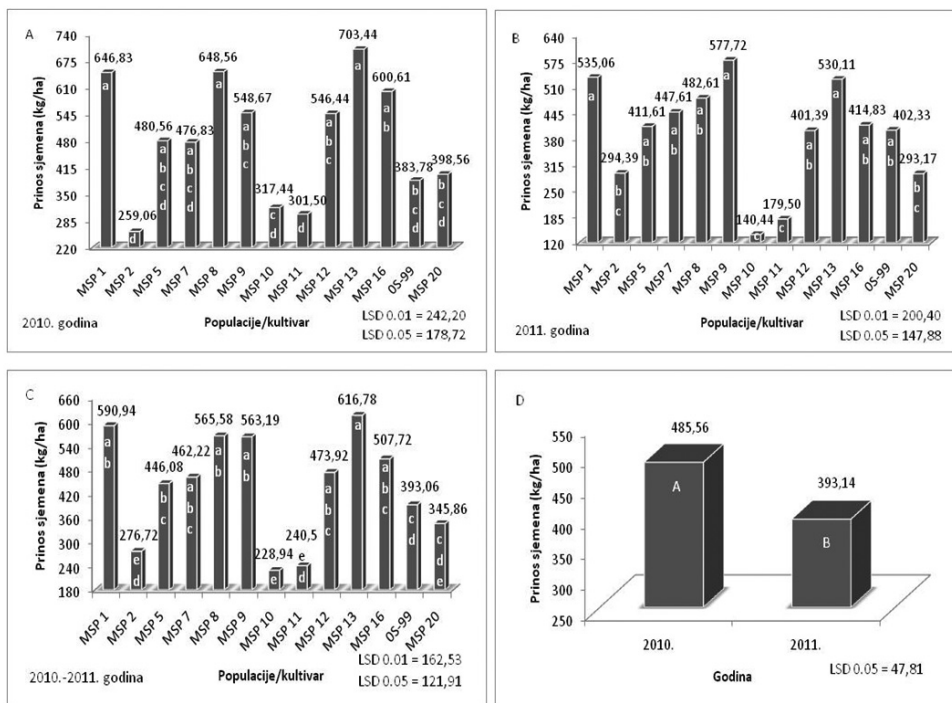 A
Prinos sjemena (kg/ha)
740
675
610
545
480
415
350
285
220
646,83
259,06
480,56
476,83
648,56
548,67
317,44
301,50
546,44
703,44
600,61
383,78
398,56
a
d
a b c d
a b c d
a
a b c
c d
d
a b c
a
a b
b c d
b c d
MSP 1
MSP 2
MSP 5
MSP 7
MSP 8
MSP 9
MSP 10
MSP 11
MSP 12
MSP 13
MSP 16
OS-99
MSP 20
2010. godina
Populacije/kultivar
LSD 0.01 = 242,20
LSD 0.05 = 178,72
B
Prinos sjemena (kg/ha)
640
575
510
445
380
315
250
185
120
535,06
294,39
411,61
447,61
482,61
577,72
140,44
179,50
401,39
530,11
414,83
402,33
293,17
a
b c
a b
a b
a b
a
c
c
a b
a
a b
a b
b c
MSP 1
MSP 2
MSP 5
MSP 7
MSP 8
MSP 9
MSP 10
MSP 11
MSP 12
MSP 13
MSP 16
OS-99
MSP 20
2011. godina
Populacije/kultivar
LSD 0.01 = 200,40
LSD 0.05 = 147,88
C
Prinos sjemena (kg/ha)
660
600
540
480
420
360
300
240
180
590,94
276,72
446,08
462,22
565,58
563,19
228,94
240,5
473,92
616,78
507,72
393,06
345,86
a b
e d
b c
a b c
a b
a b
e
e d
a b c
a
a b c
c d
c d e
MSP 1
MSP 2
MSP 5
MSP 7
MSP 8
MSP 9
MSP 10
MSP 11
MSP 12
MSP 13
MSP 16
OS-99
MSP 20
2010.-2011. godina
Populacije/kultivar
LSD 0.01 = 162,53
LSD 0.05 = 121,91
D
Prinos sjemena (kg/ha)
550
500
450
400
350
300
250
485,56
393,14
A
B
2010.
2011.
Godina
LSD 0.05 = 47,81